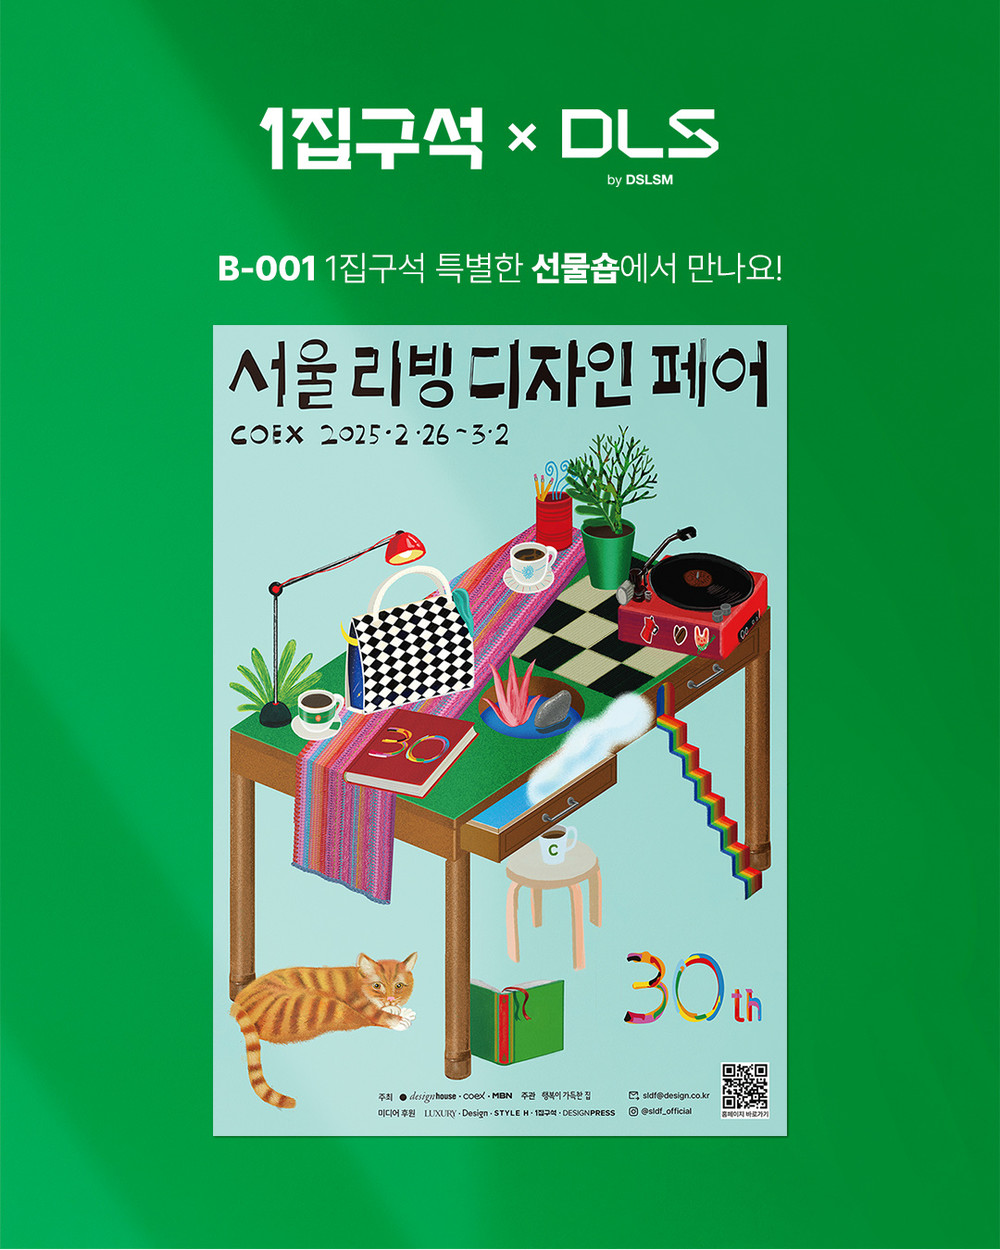 1집구석 × DLS
by DSLSM
B-001 1집구석 특별한 선물숍에서 만나요!
서울 리빙 디자인 페어
COEX 2025·2·26~3·2
30
C
30th
주최 ● designhouse · coex · MBN 주관 행복이 가득한 집
미디어 후원 LUXURY · Design · STYLE H · 1집구석 · DESIGNPRESS
sldf@design.co.kr
@sldf_official
홈페이지 바로가기